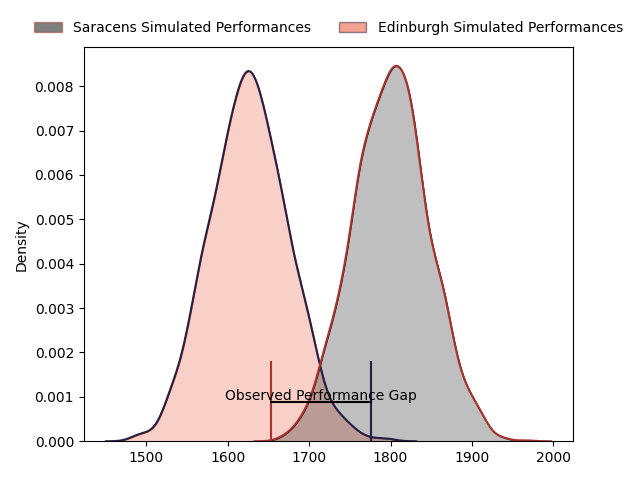 Saracens Simulated Performances
Edinburgh Simulated Performances
Density
0.008
0.007
0.006
0.005
0.004
0.003
0.002
0.001
0.000
Observed Performance Gap
1500 1600 1700 1800 1900 2000